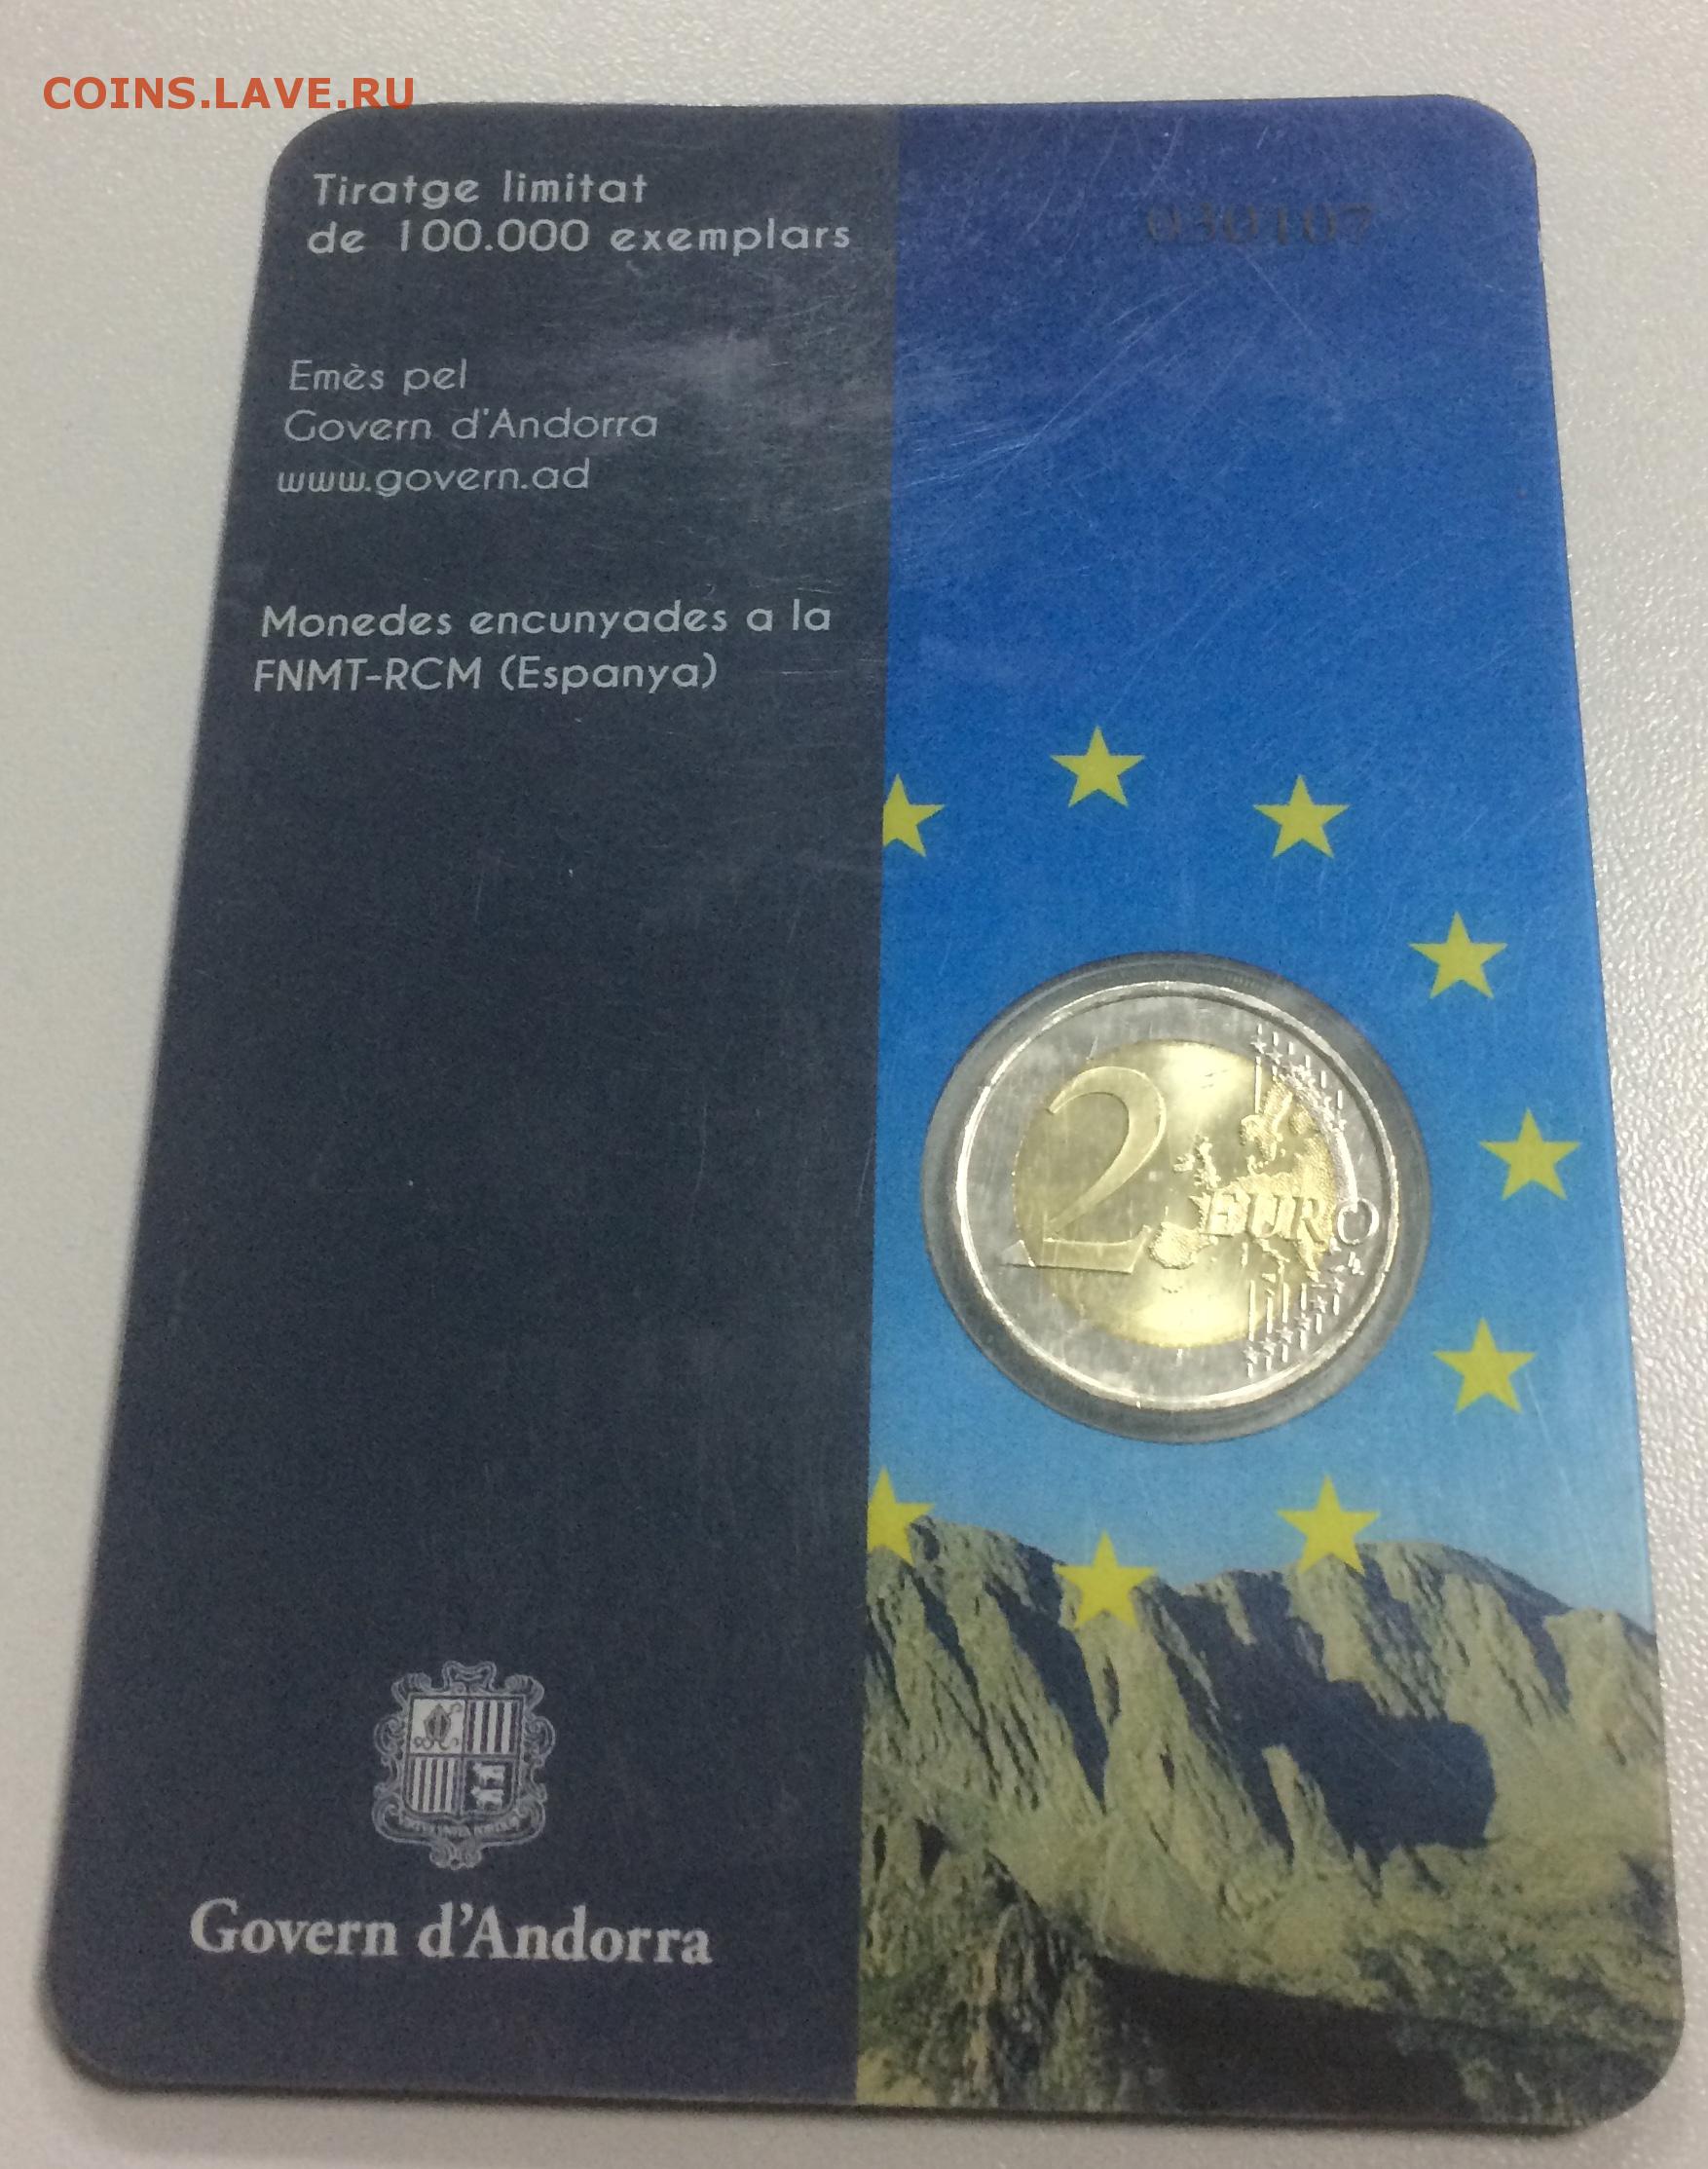 COINS.LAVE.RU
Tiratge limitat
de 100.000 exemplars
030107
Emès pel
Govern d'Andorra
www.govern.ad
Monedes encunyades a la
FNMT-RCM (Espanya)
2 EURO
Govern d'Andorra